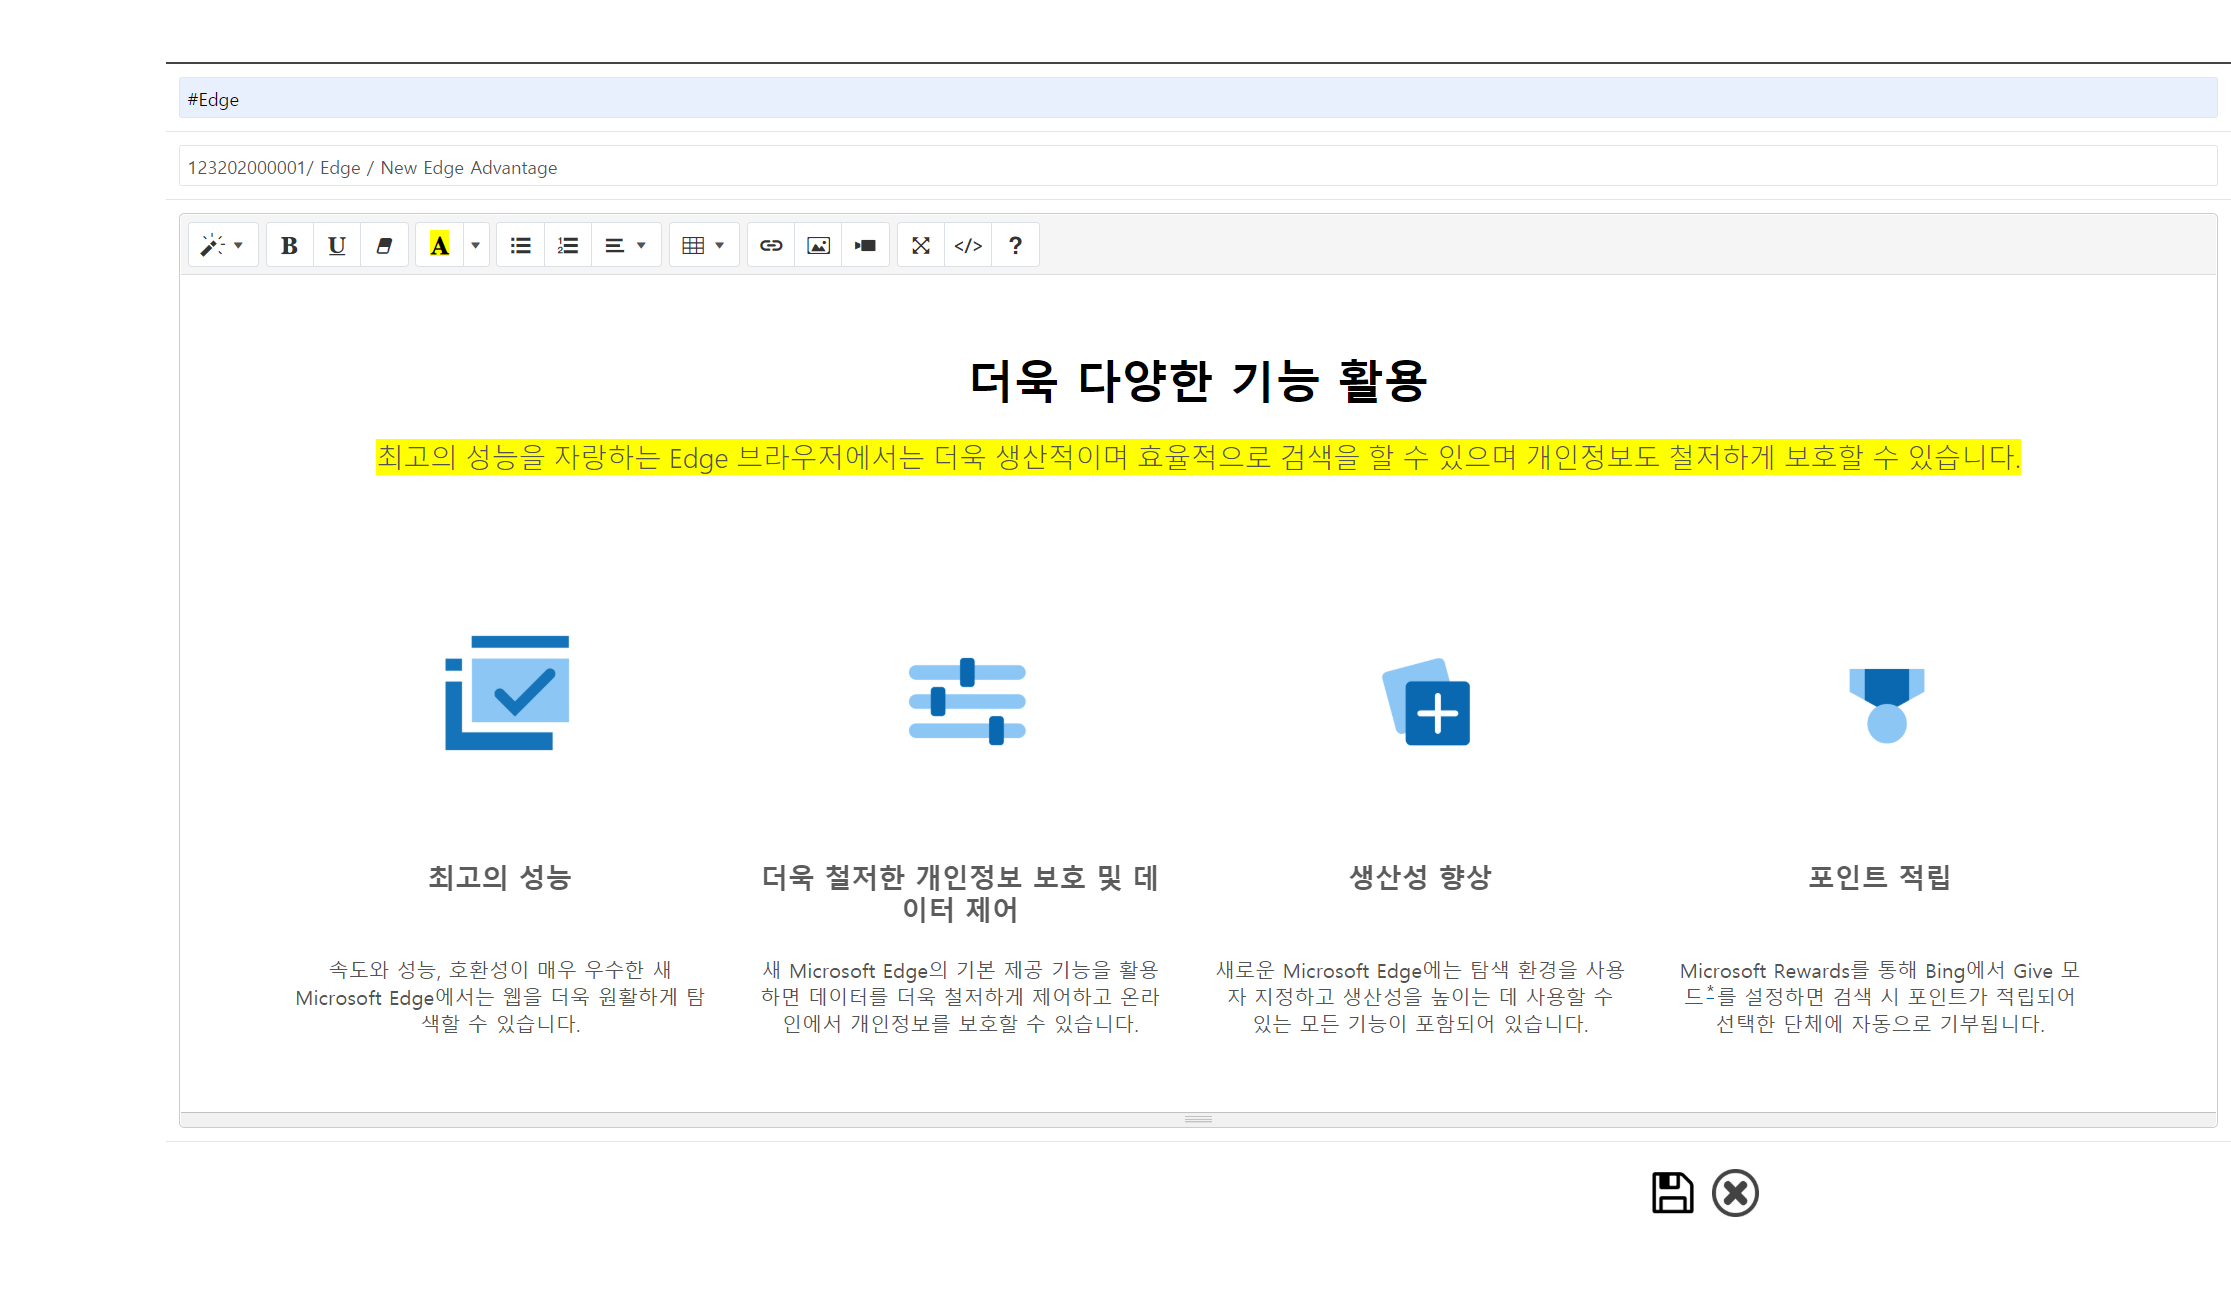 #Edge
123202000001/ Edge / New Edge Advantage
B U A </> ?
더욱 다양한 기능 활용
최고의 성능을 자랑하는 Edge 브라우저에서는 더욱 생산적이며 효율적으로 검색을 할 수 있으며 개인정보도 철저하게 보호할 수 있습니다.
최고의 성능
속도와 성능, 호환성이 매우 우수한 새
Microsoft Edge에서는 웹을 더욱 원활하게 탐
색할 수 있습니다.
더욱 철저한 개인정보 보호 및 데
이터 제어
새 Microsoft Edge의 기본 제공 기능을 활용
하면 데이터를 더욱 철저하게 제어하고 온라
인에서 개인정보를 보호할 수 있습니다.
생산성 향상
새로운 Microsoft Edge에는 탐색 환경을 사용
자 지정하고 생산성을 높이는 데 사용할 수
있는 모든 기능이 포함되어 있습니다.
포인트 적립
Microsoft Rewards를 통해 Bing에서 Give 모
드*를 설정하면 검색 시 포인트가 적립되어
선택한 단체에 자동으로 기부됩니다.